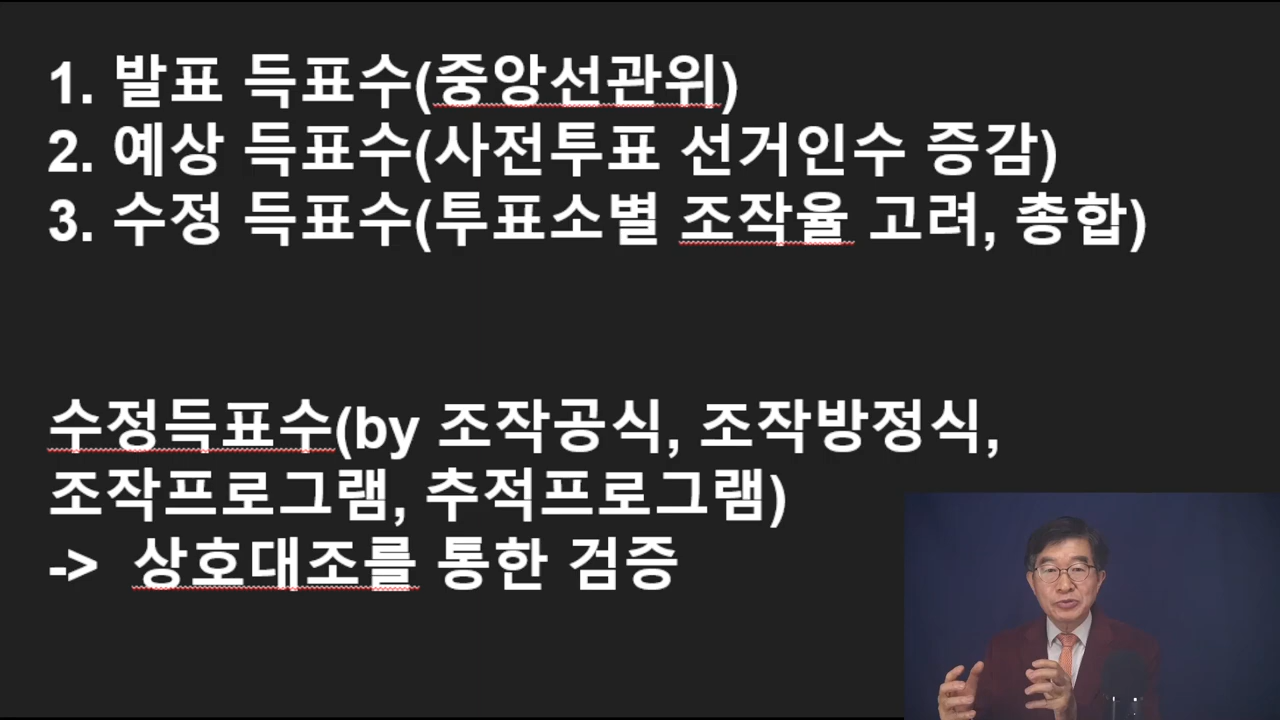 1. 발표 득표수(중앙선관위)
2. 예상 득표수(사전투표 선거인수 증감)
3. 수정 득표수(투표소별 조작율 고려, 총합)
수정득표수(by 조작공식, 조작방정식,
조작프로그램, 추적프로그램)
-> 상호대조를 통한 검증